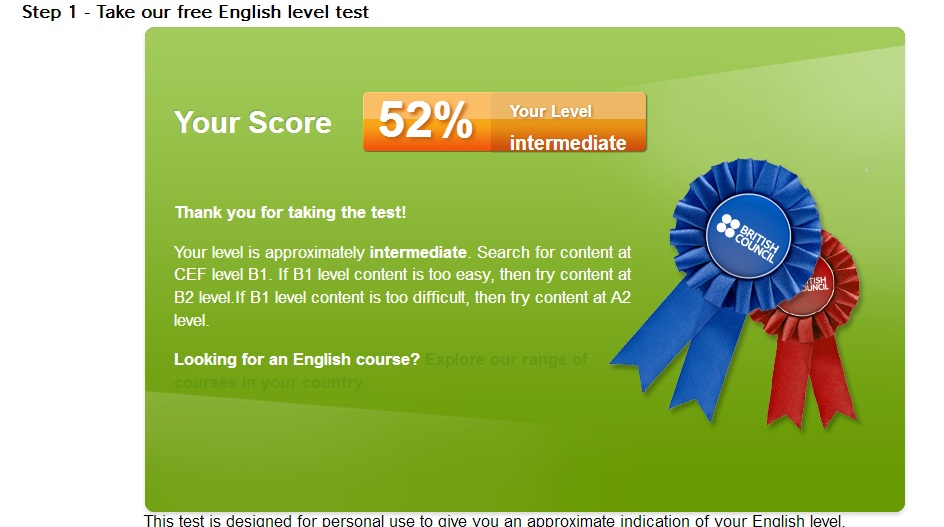 Step 1 - Take our free English level test
Your Score
52%
Your Level
intermediate
Thank you for taking the test!
Your level is approximately intermediate. Search for content at
CEF level B1. If B1 level content is too easy, then try content at
B2 level.If B1 level content is too difficult, then try content at A2
level.
Looking for an English course? Explore our range of
courses in your country.
BRITISH
COUNCIL
TISH
OUNCIL
This test is designed for personal use to give you an approximate indication of your English level.